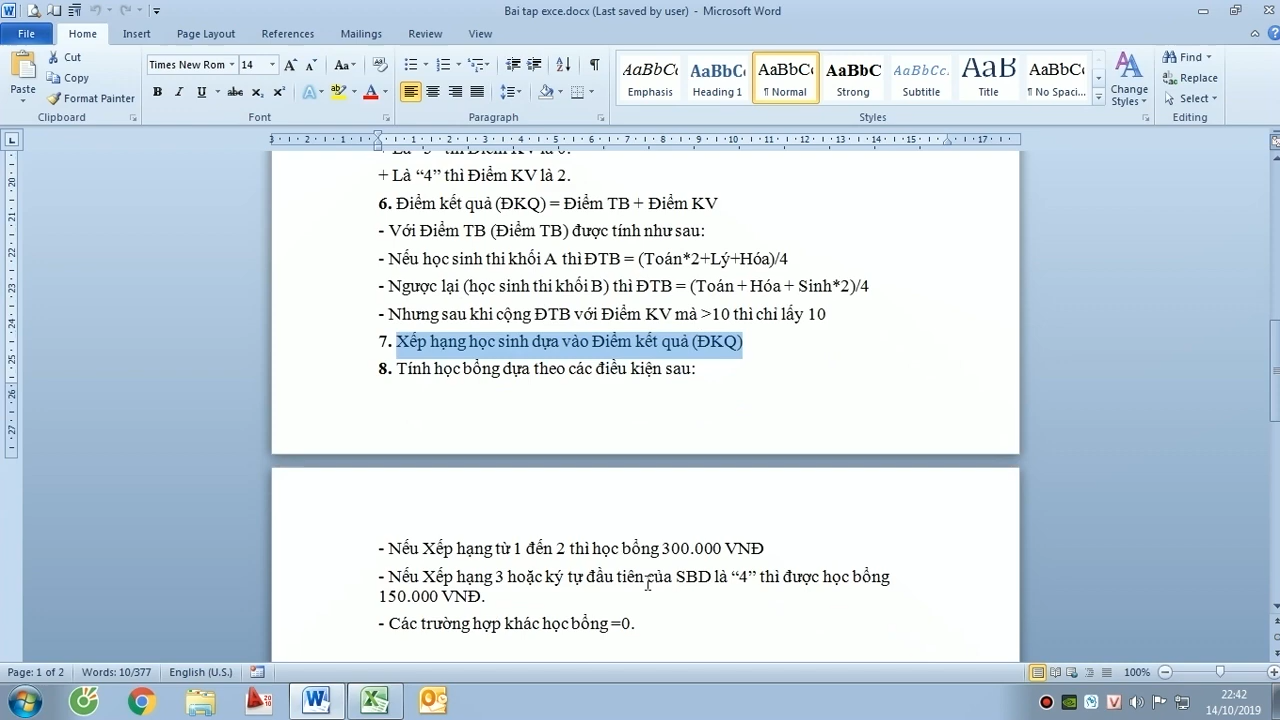 Bai tap exce.docx (Last saved by user) - Microsoft Word
File Home Insert Page Layout References Mailings Review View
Cut
Copy
Format Painter
Paste
Clipboard
Times New Rom 14
Font
Paragraph
AaBbCc Emphasis
AaBbC Heading 1
AaBbCc ¶ Normal
AaBbCc Strong
AaBbCc. Subtitle
AaB Title
AaBbCc ¶ No Spaci...
Change Styles
Styles
Find
Replace
Select
Editing
+ Là “4” thì Điểm KV là 2.
6. Điểm kết quả (ĐKQ) = Điểm TB + Điểm KV
- Với Điểm TB (Điểm TB) được tính như sau:
- Nếu học sinh thi khối A thì ĐTB = (Toán*2+Lý+Hóa)/4
- Ngược lại (học sinh thi khối B) thì ĐTB = (Toán + Hóa + Sinh*2)/4
- Nhưng sau khi cộng ĐTB với Điểm KV mà >10 thì chỉ lấy 10
7. Xếp hạng học sinh dựa vào Điểm kết quả (ĐKQ)
8. Tính học bổng dựa theo các điều kiện sau:
- Nếu Xếp hạng từ 1 đến 2 thì học bổng 300.000 VNĐ
- Nếu Xếp hạng 3 hoặc ký tự đầu tiên của SBD là “4” thì được học bổng
150.000 VNĐ.
- Các trường hợp khác học bổng =0.
Page: 1 of 2 Words: 10/377 English (U.S.) 100%
22:42
14/10/2019